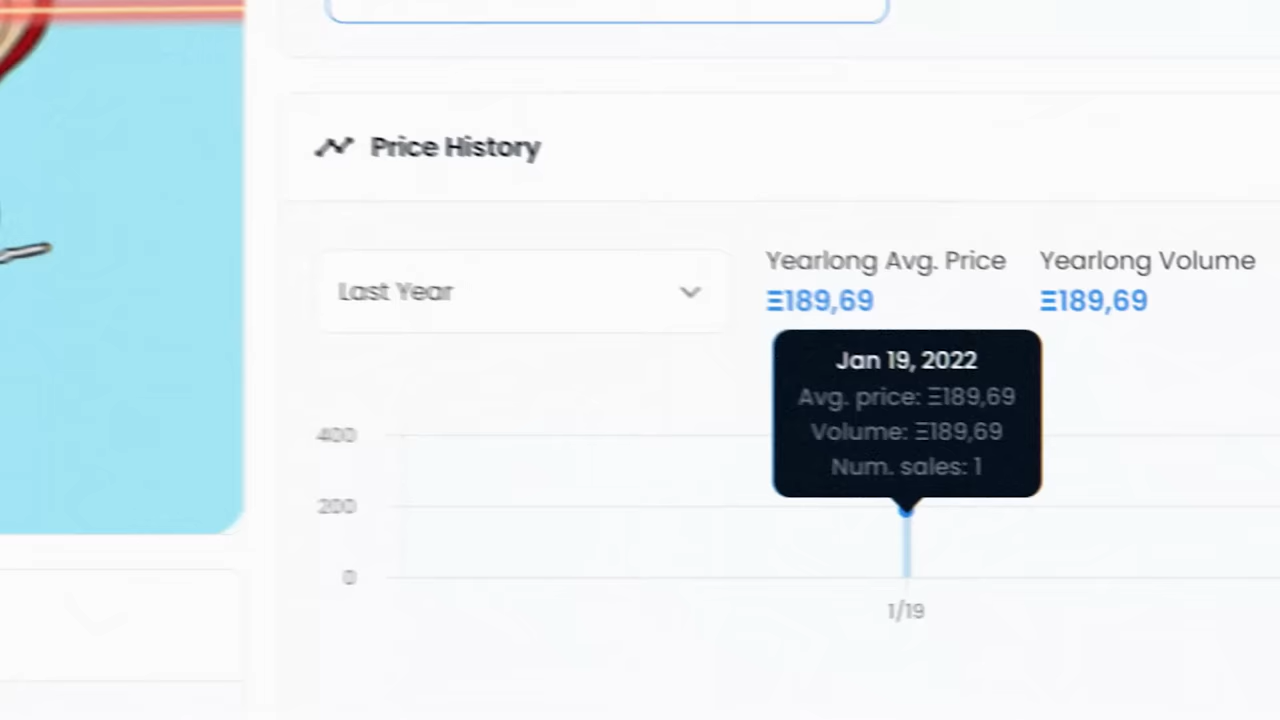 Price History
Last Year
Yearlong Avg. Price
Ξ189,69
Yearlong Volume
Ξ189,69
Jan 19, 2022
Avg. price: Ξ189,69
Volume: Ξ189,69
Num. sales: 1
400
200
0
1/19